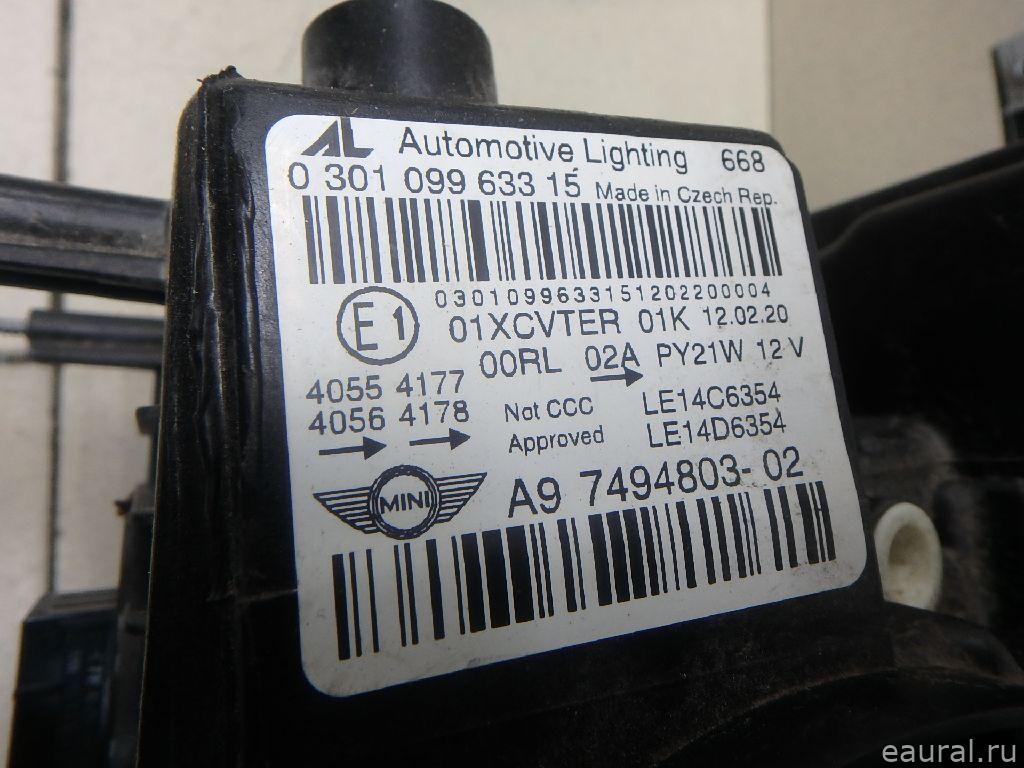 AL Automotive Lighting 668
0 301 099 633 15 Made in Czech Rep.
03010996331512022 00004
E1 01XCVTER 01K 12.02.20
00RL 02A PY21W 12 V
4055 4177
4056 4178
Not CCC LE14C6354
Approved LE14D6354
MINI A9 7494803-02
eaural.ru